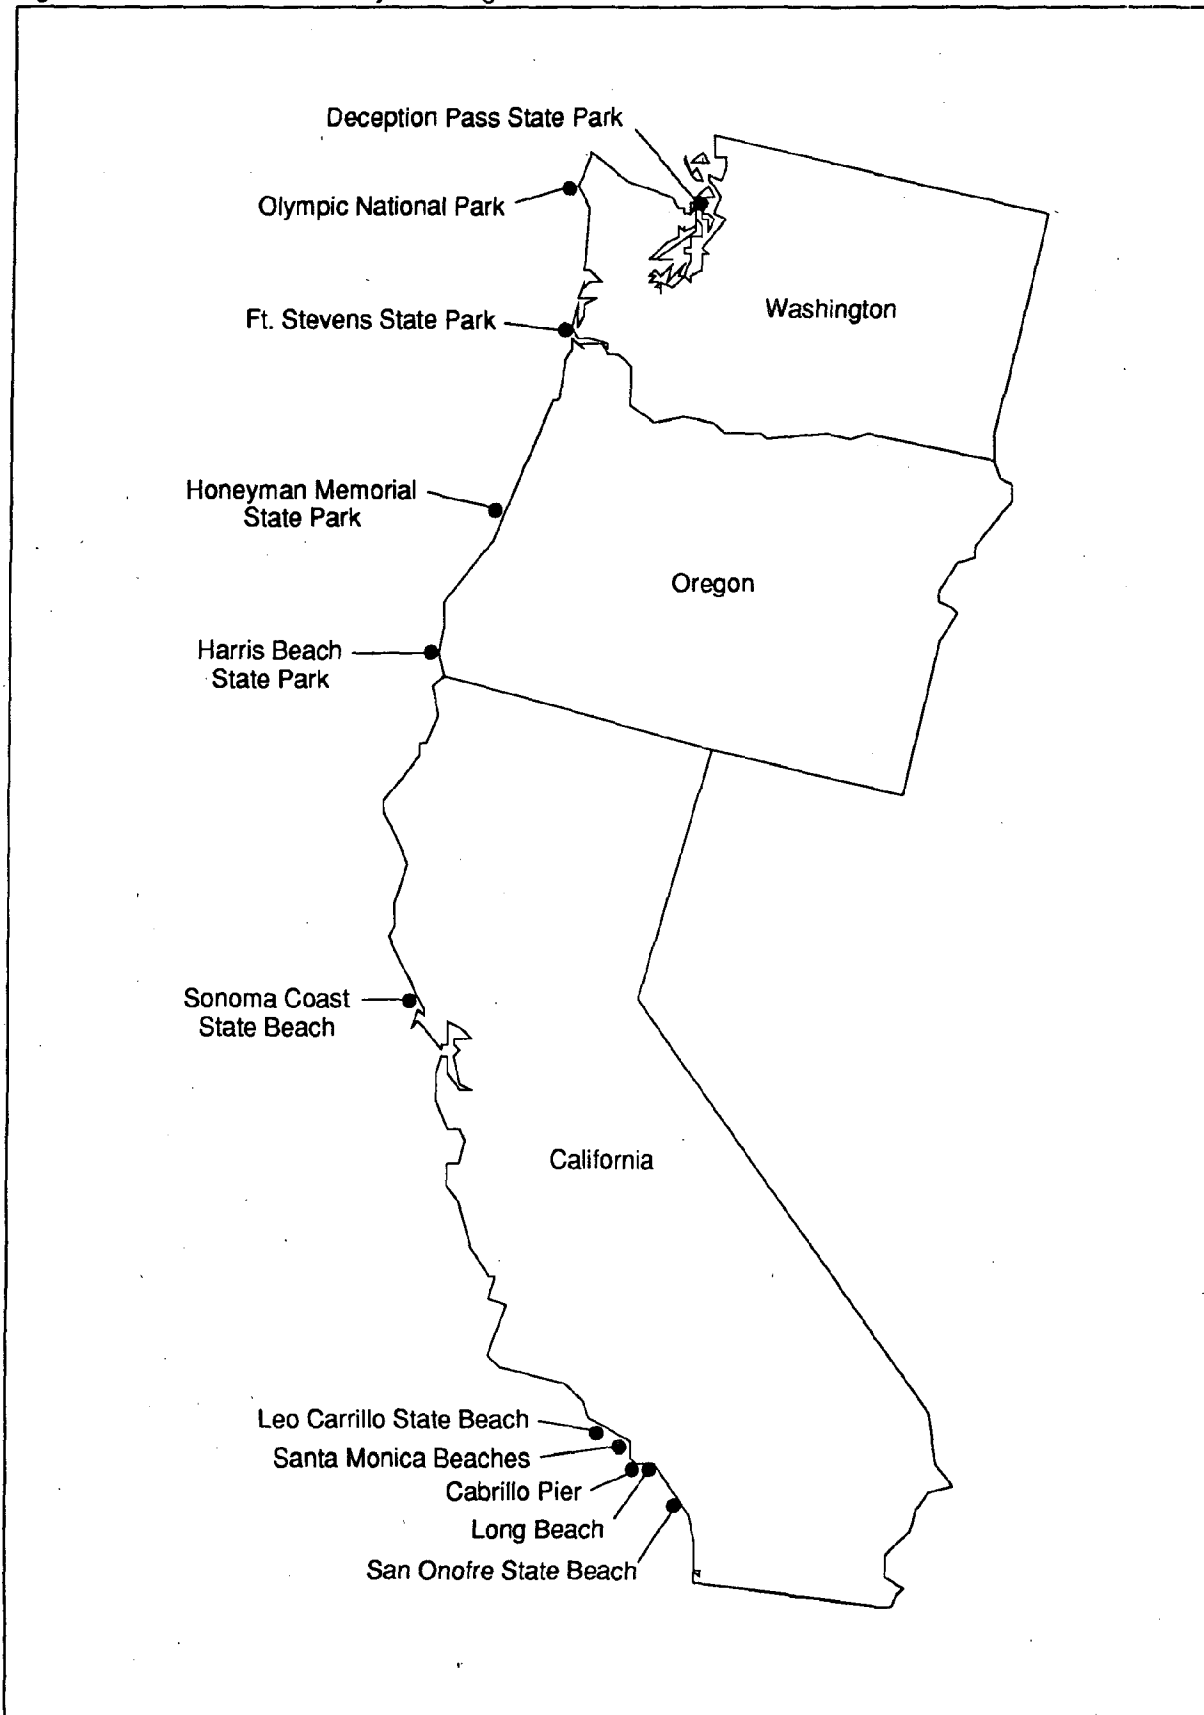 Deception Pass State Park
Olympic National Park
Washington
Ft. Stevens State Park
Honeyman Memorial
State Park
Oregon
Harris Beach
State Park
Sonoma Coast
State Beach
California
Leo Carrillo State Beach
Santa Monica Beaches
Cabrillo Pier
Long Beach
San Onofre State Beach